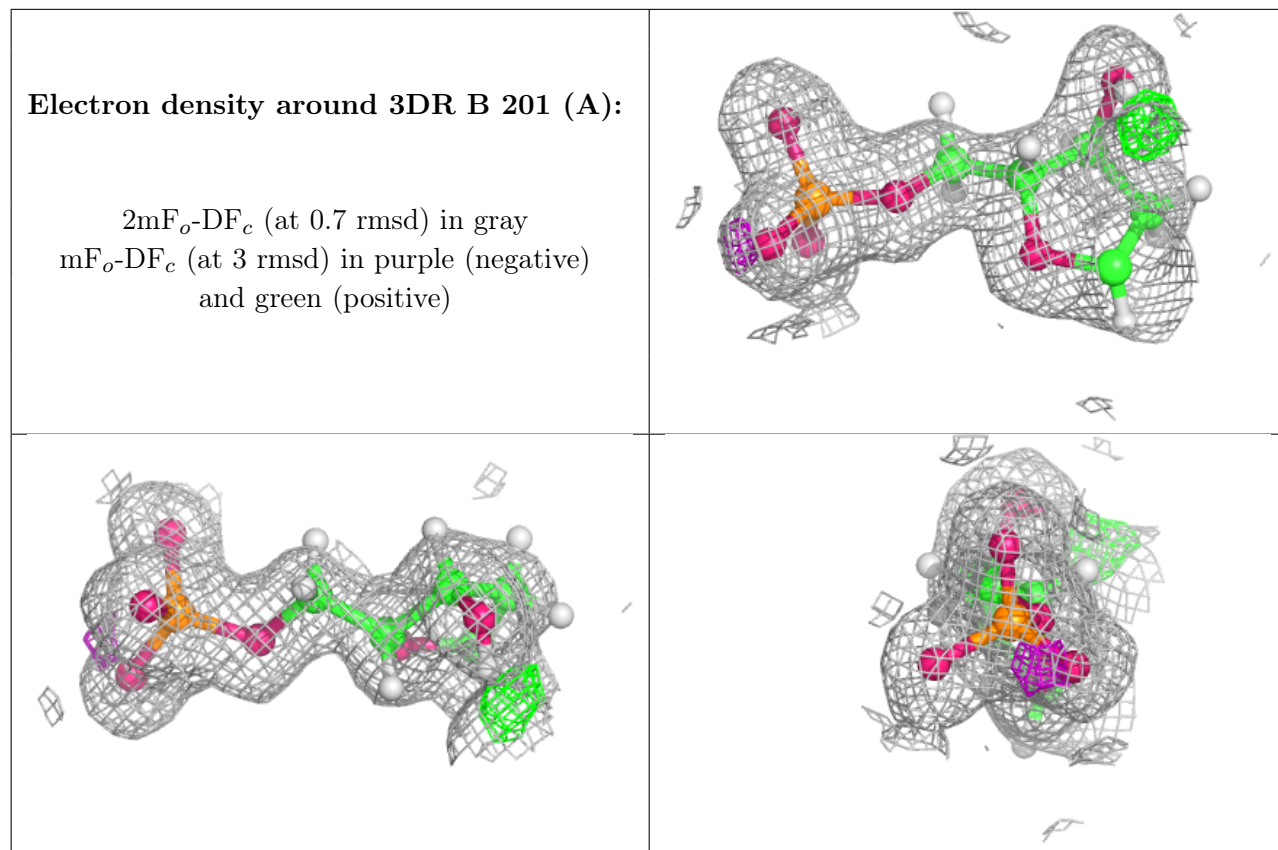 Electron density around 3DR B 201 (A):
2mFₒ-DF𝒸 (at 0.7 rmsd) in gray
mFₒ-DF𝒸 (at 3 rmsd) in purple (negative)
and green (positive)